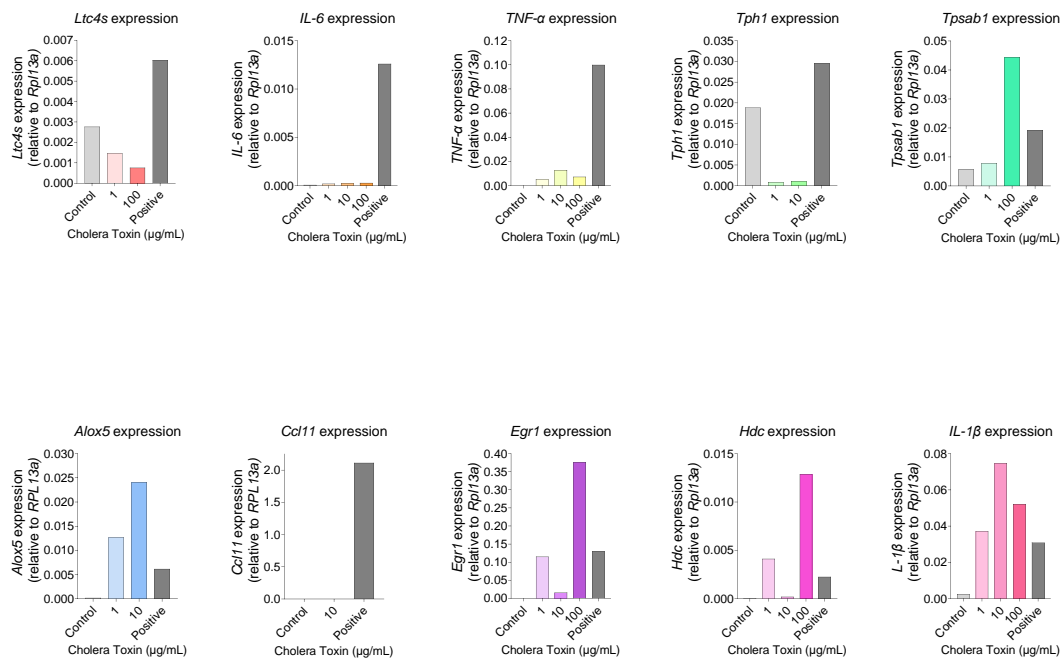 Ltc4s expression
Ltc4s expression
(relative to Rpl13a)
0.007
0.006
0.005
0.004
0.003
0.002
0.001
0.000
Control
1
100
Positive
Cholera Toxin (µg/mL)
IL-6 expression
IL-6 expression
(relative to Rpl13a)
0.015
0.010
0.005
0.000
Control
1
10
100
Positive
Cholera Toxin (µg/mL)
TNF-α expression
TNF-α expression
(relative to Rpl13a)
0.12
0.10
0.08
0.06
0.04
0.02
0.00
Control
1
10
100
Positive
Cholera Toxin (µg/mL)
Tph1 expression
Tph1 expression
(relative to Rpl13a)
0.035
0.030
0.025
0.020
0.015
0.010
0.005
0.000
Control
1
10
Positive
Cholera Toxin (µg/mL)
Tpsab1 expression
Tpsab1 expression
(relative to Rpl13a)
0.05
0.04
0.03
0.02
0.01
0.00
Control
1
100
Positive
Cholera Toxin (µg/mL)
Alox5 expression
Alox5 expression
(relative to RPL13a)
0.030
0.025
0.020
0.015
0.010
0.005
0.000
Control
1
10
Positive
Cholera Toxin (µg/mL)
Ccl11 expression
Ccl11 expression
(relative to RPL13a)
2.0
1.5
1.0
0.5
0.0
Control
10
Positive
Cholera Toxin (µg/mL)
Egr1 expression
Egr1 expression
(relative to Rpl13a)
0.40
0.35
0.30
0.25
0.20
0.15
0.10
0.05
0.00
Control
1
10
100
Positive
Cholera Toxin (µg/mL)
Hdc expression
Hdc expression
(relative to Rpl13a)
0.015
0.010
0.005
0.000
Control
1
10
100
Positive
Cholera Toxin (µg/mL)
IL-1β expression
L-1β expression
(relative to Rpl13a)
0.08
0.06
0.04
0.02
0.00
Control
1
10
100
Positive
Cholera Toxin (µg/mL)